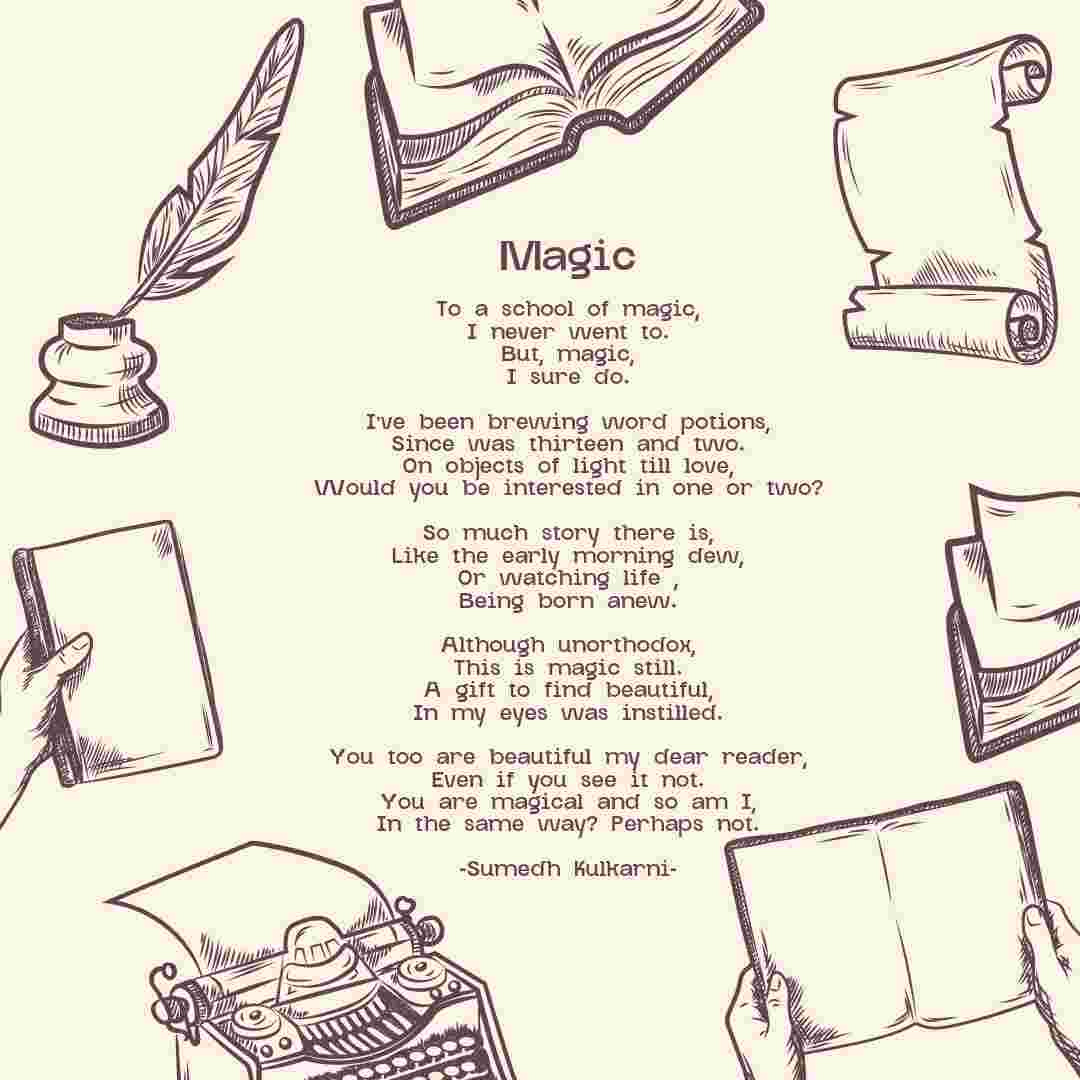 Magic
To a school of magic,
I never went to.
But, magic,
I sure do.
I've been brewing word potions,
Since was thirteen and two.
On objects of light till love,
Would you be interested in one or two?
So much story there is,
Like the early morning dew,
Or watching life ,
Being born anew.
Although unorthodox,
This is magic still.
A gift to find beautiful,
In my eyes was instilled.
You too are beautiful my dear reader,
Even if you see it not.
You are magical and so am I,
In the same way? Perhaps not.
-Sumedh Kulkarni-